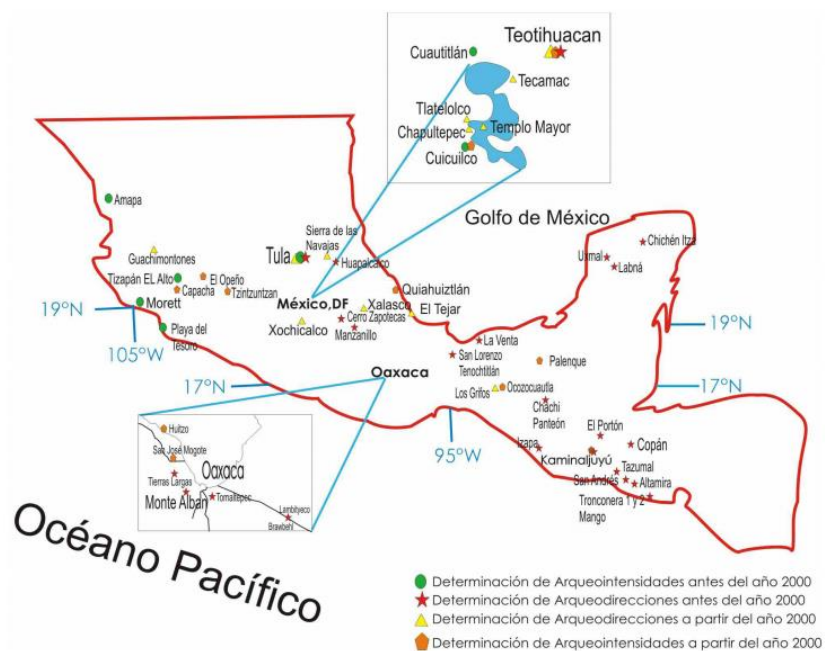 Teotihuacan
Cuautitlán
Tecamac
Tlatelolco
Chapultepec
Templo Mayor
Cuicuilco
Golfo de México
Amapa
Sierra de las
Navajas
Guachimontones
Tula
Huapalcalco
Chichén Itzá
Uxmal
Labná
Tizapán EL Alto
El Opeño
Capacha
Tzintzuntzan
Quiahuiztlán
Morett
México,DF
Xalasco
El Tejar
19°N
Xochicalco
Cerro Zapotecas
Manzanillo
19°N
Playa del
Tesoro
105°W
La Venta
San Lorenzo
Tenochtitlán
Palenque
Oaxaca
17°N
17°N
Los Grifos
Ocozocuautla
Chachi
Panteón
95°W
El Portón
Copán
Izapa
Kaminaljuyú
Tazumal
San Andrés
Altamira
Tronconera 1 y 2
Mango
Huitzo
San José Mogote
Oaxaca
Tierras Largas
Monte Alban
Tomaltepec
Lambityeco
Brawbehl
Océano Pacífico
Determinación de Arqueointensidades antes del año 2000
Determinación de Arqueodirecciones antes del año 2000
Determinación de Arqueodirecciones a partir del año 2000
Determinación de Arqueointensidades a partir del año 2000